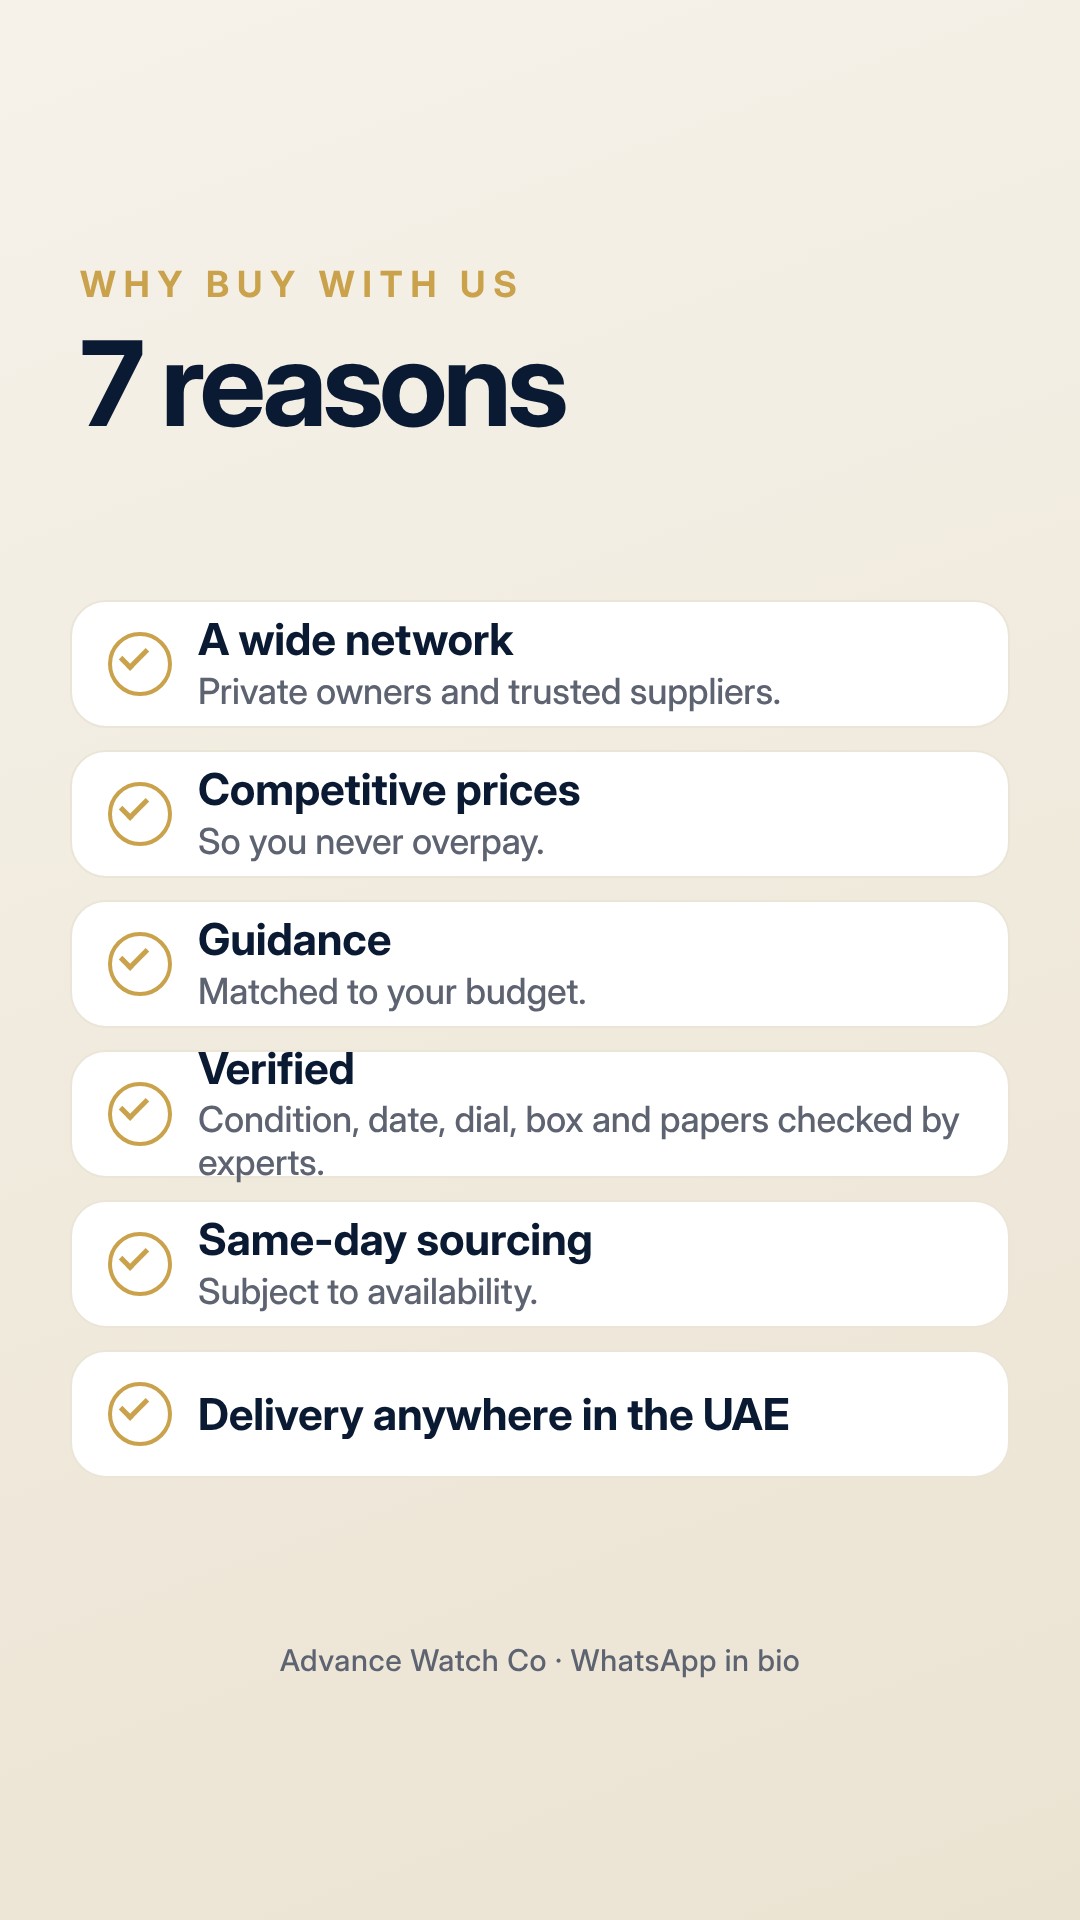 WHY BUY WITH US
7 reasons
A wide network
Private owners and trusted suppliers.
Competitive prices
So you never overpay.
Guidance
Matched to your budget.
Verified
Condition, date, dial, box and papers checked by
experts.
Same-day sourcing
Subject to availability.
Delivery anywhere in the UAE
Advance Watch Co · WhatsApp in bio